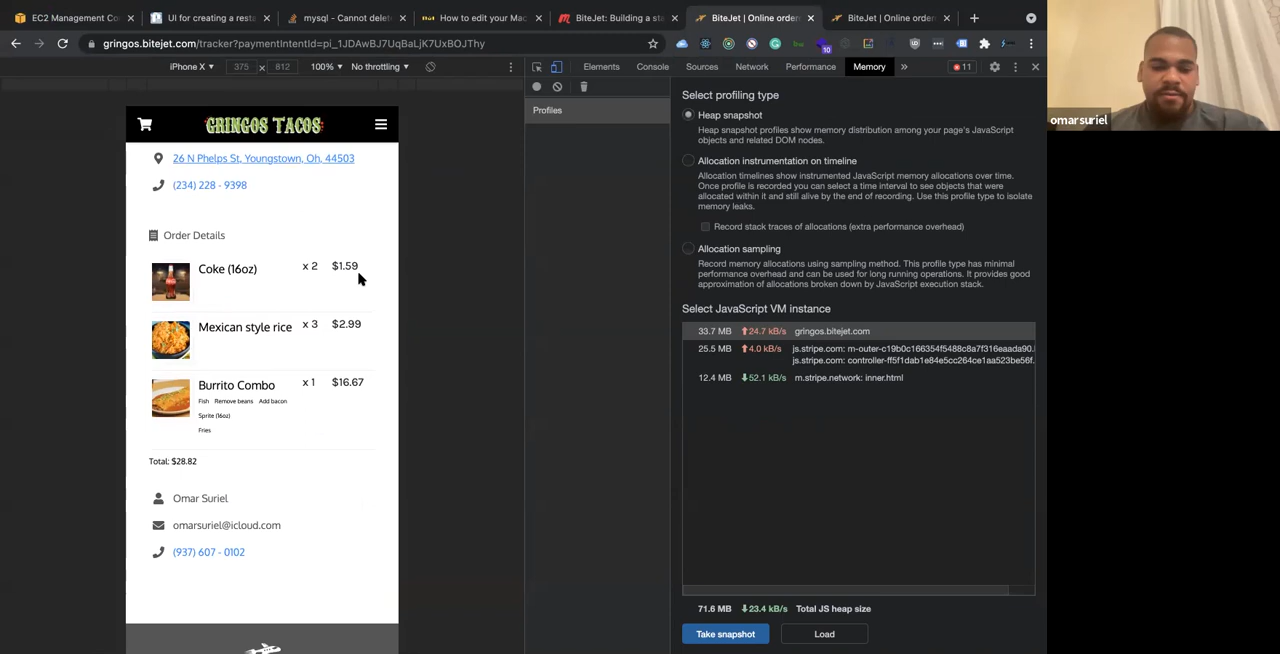 EC2 Management Co
UI for creating a resta
mysql - Cannot delet
How to edit your Mac
BiteJet: Building a sta
BiteJet | Online order
BiteJet | Online order
gringos.bitejet.com/tracker?paymentIntentId=pi_1JDAwBJ7UqBaLjK7UxBOJThy
10
iPhone X
375
x
812
100%
No throttling
Elements
Console
Sources
Network
Performance
Memory
11
Profiles
GRINGOS TACOS
26 N Phelps St, Youngstown, Oh, 44503
(234) 228 - 9398
Order Details
Coke (16oz) x 2 $1.59
Mexican style rice x 3 $2.99
Burrito Combo x 1 $16.67
Fish Remove beans Add bacon
Sprite (16oz)
Fries
Total: $28.82
Omar Suriel
omarsuriel@icloud.com
(937) 607 - 0102
Select profiling type
Heap snapshot
Heap snapshot profiles show memory distribution among your page's JavaScript
objects and related DOM nodes.
Allocation instrumentation on timeline
Allocation timelines show instrumented JavaScript memory allocations over time.
Once profile is recorded you can select a time interval to see objects that were
allocated within it and still alive by the end of recording. Use this profile type to isolate
memory leaks.
Record stack traces of allocations (extra performance overhead)
Allocation sampling
Record memory allocations using sampling method. This profile type has minimal
performance overhead and can be used for long running operations. It provides good
approximation of allocations broken down by JavaScript execution stack.
Select JavaScript VM instance
33.7 MB 24.7 kB/s gringos.bitejet.com
25.5 MB 4.0 kB/s js.stripe.com: m-outer-c19b0c166354f5488c8a7f316eaada90.
js.stripe.com: controller-ff5f1dab1e84e5cc264ce1aa523be56f.
12.4 MB 52.1 kB/s m.stripe.network: inner.html
71.6 MB 23.4 kB/s Total JS heap size
Take snapshot
Load
omarsuriel